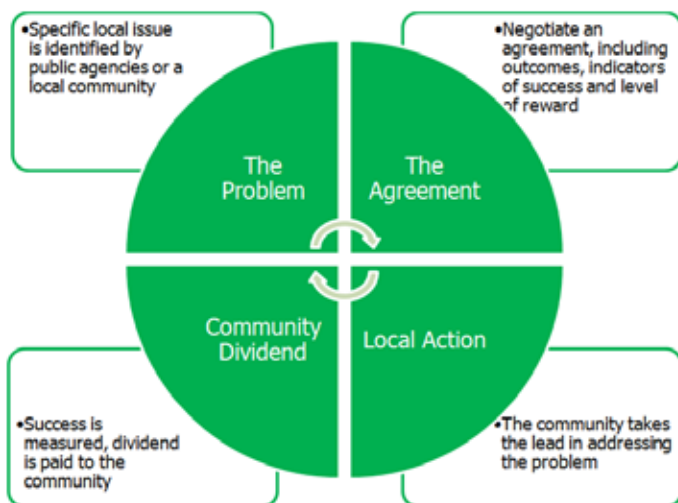 •Specific local issue
is identified by
public agencies or a
local community
•Negotiate an
agreement, including
outcomes, indicators
of success and level
of reward
The
Problem
The
Agreement
Community
Dividend
Local Action
•Success is
measured, dividend
is paid to the
community
•The community takes
the lead in addressing
the problem